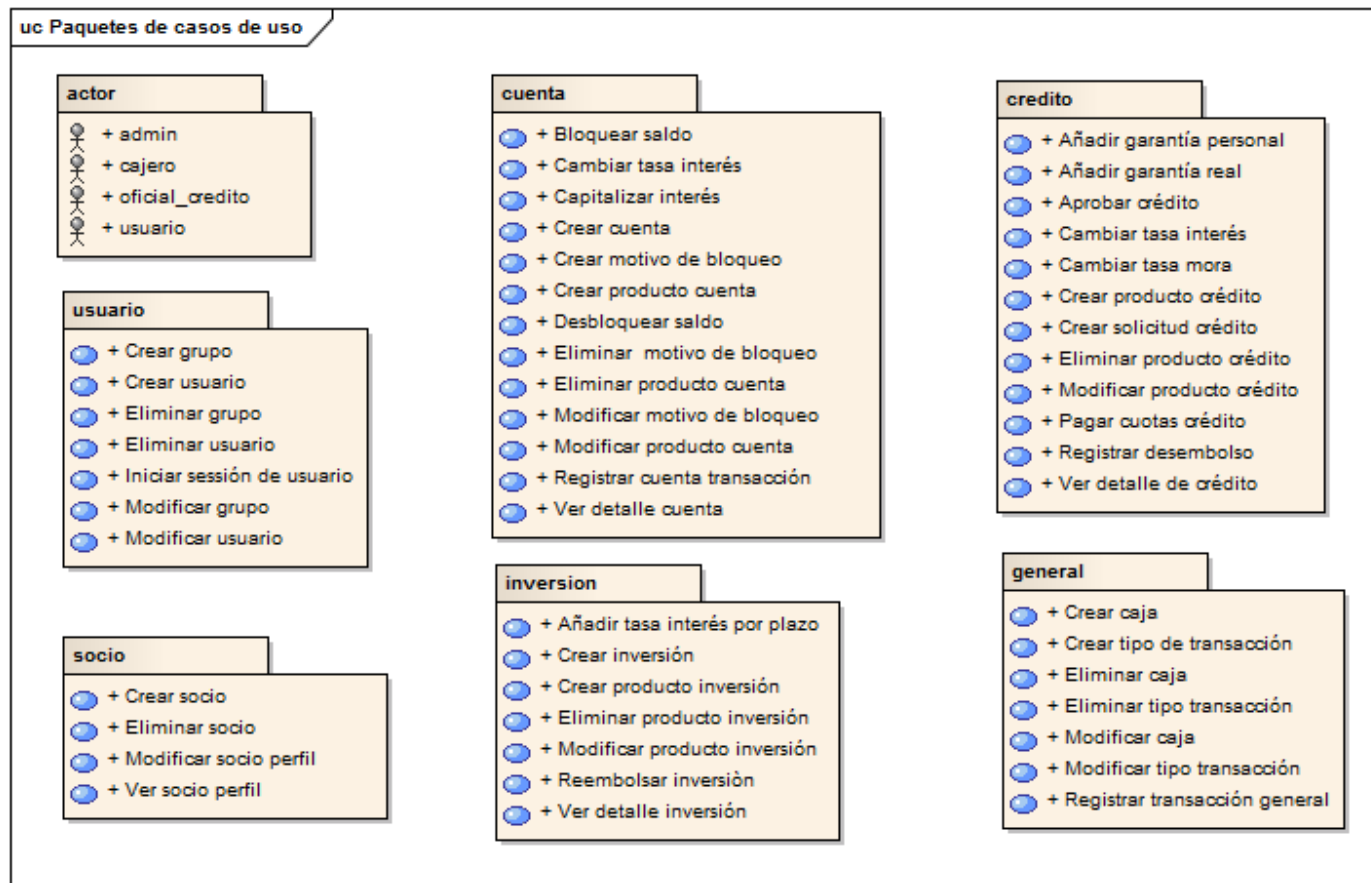 uc Paquetes de casos de uso
actor
+ admin
+ cajero
+ oficial_credito
+ usuario
usuario
+ Crear grupo
+ Crear usuario
+ Eliminar grupo
+ Eliminar usuario
+ Iniciar sessión de usuario
+ Modificar grupo
+ Modificar usuario
socio
+ Crear socio
+ Eliminar socio
+ Modificar socio perfil
+ Ver socio perfil
cuenta
+ Bloquear saldo
+ Cambiar tasa interés
+ Capitalizar interés
+ Crear cuenta
+ Crear motivo de bloqueo
+ Crear producto cuenta
+ Desbloquear saldo
+ Eliminar  motivo de bloqueo
+ Eliminar producto cuenta
+ Modificar motivo de bloqueo
+ Modificar producto cuenta
+ Registrar cuenta transacción
+ Ver detalle cuenta
inversion
+ Añadir tasa interés por plazo
+ Crear inversión
+ Crear producto inversión
+ Eliminar producto inversión
+ Modificar producto inversión
+ Reembolsar inversiòn
+ Ver detalle inversión
credito
+ Añadir garantía personal
+ Añadir garantía real
+ Aprobar crédito
+ Cambiar tasa interés
+ Cambiar tasa mora
+ Crear producto crédito
+ Crear solicitud crédito
+ Eliminar producto crédito
+ Modificar producto crédito
+ Pagar cuotas crédito
+ Registrar desembolso
+ Ver detalle de crédito
general
+ Crear caja
+ Crear tipo de transacción
+ Eliminar caja
+ Eliminar tipo transacción
+ Modificar caja
+ Modificar tipo transacción
+ Registrar transacción general